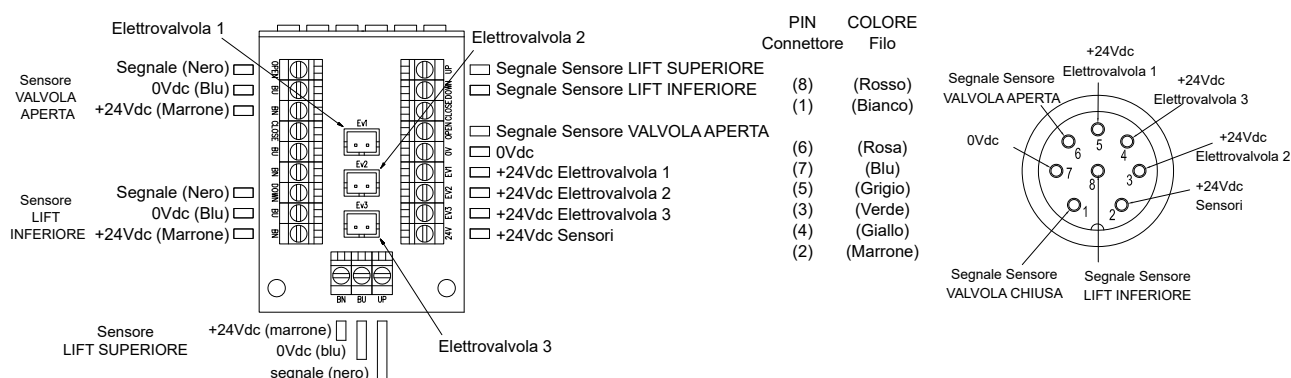 Elettrovalvola 1
Elettrovalvola 2
Sensore
VALVOLA
APERTA
Segnale (Nero)
0Vdc (Blu)
+24Vdc (Marrone)
Sensore
LIFT
INFERIORE
Segnale (Nero)
0Vdc (Blu)
+24Vdc (Marrone)
OPEN
BU
BN
CLOSE
BU
BN
DOWN
BU
BN
Ev1
Ev2
Ev3
UP
DOWN
CLOSE
OPEN
0V
EV1
EV2
EV3
24V
BN BU UP
Segnale Sensore LIFT SUPERIORE
Segnale Sensore LIFT INFERIORE
Segnale Sensore VALVOLA APERTA
0Vdc
+24Vdc Elettrovalvola 1
+24Vdc Elettrovalvola 2
+24Vdc Elettrovalvola 3
+24Vdc Sensori
Sensore
LIFT SUPERIORE
+24Vdc (marrone)
0Vdc (blu)
segnale (nero)
Elettrovalvola 3
PIN COLORE
Connettore Filo
(8) (Rosso)
(1) (Bianco)
(6) (Rosa)
(7) (Blu)
(5) (Grigio)
(3) (Verde)
(4) (Giallo)
(2) (Marrone)
+24Vdc
Elettrovalvola 1
Segnale Sensore
VALVOLA APERTA
+24Vdc
Elettrovalvola 3
0Vdc
+24Vdc
Elettrovalvola 2
+24Vdc
Sensori
5
6
4
7
8
3
1
2
Segnale Sensore
VALVOLA CHIUSA
Segnale Sensore
LIFT INFERIORE